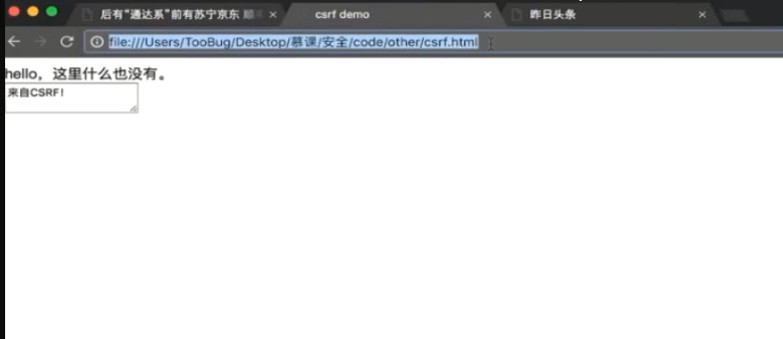 后有“通达系”前有苏宁京东 顺
csrf demo
昨日头条
file:///Users/TooBug/Desktop/慕课/安全/code/other/csrf.html
hello，这里什么也没有。
来自CSRF！